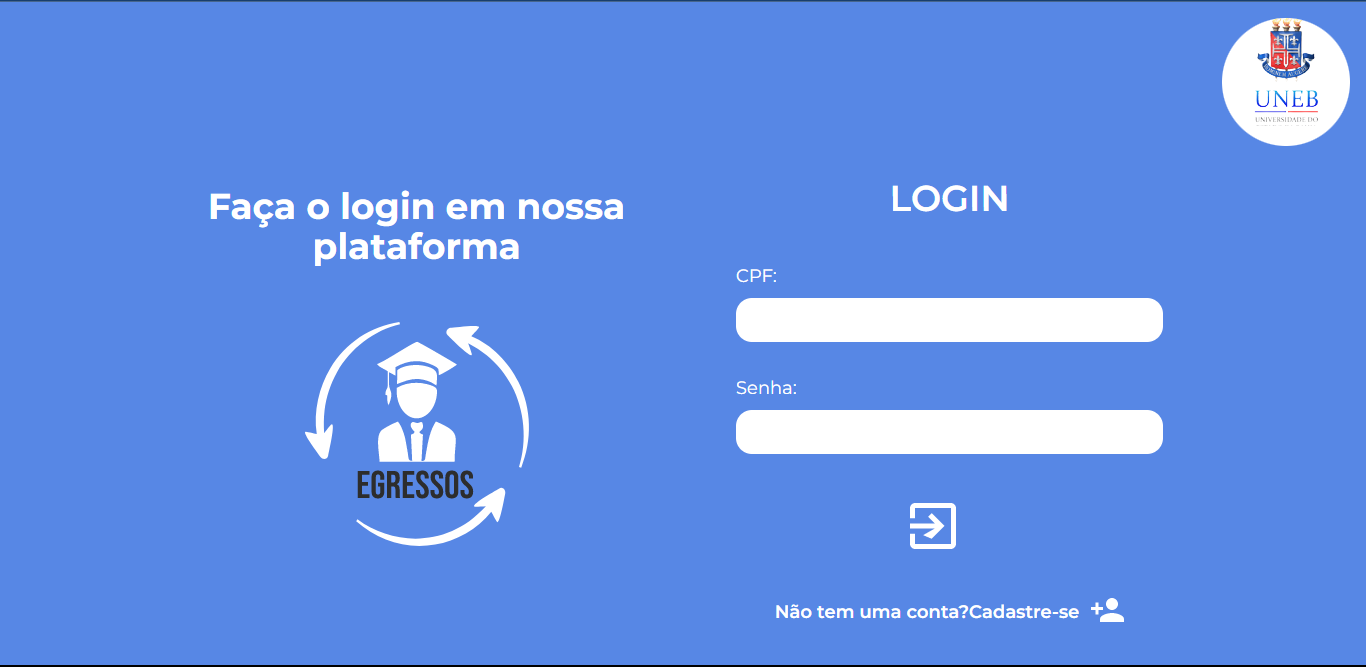 UNEB
UNIVERSIDADE DO
Faça o login em nossa
plataforma
EGRESSOS
LOGIN
CPF:
Senha:
Não tem uma conta?Cadastre-se